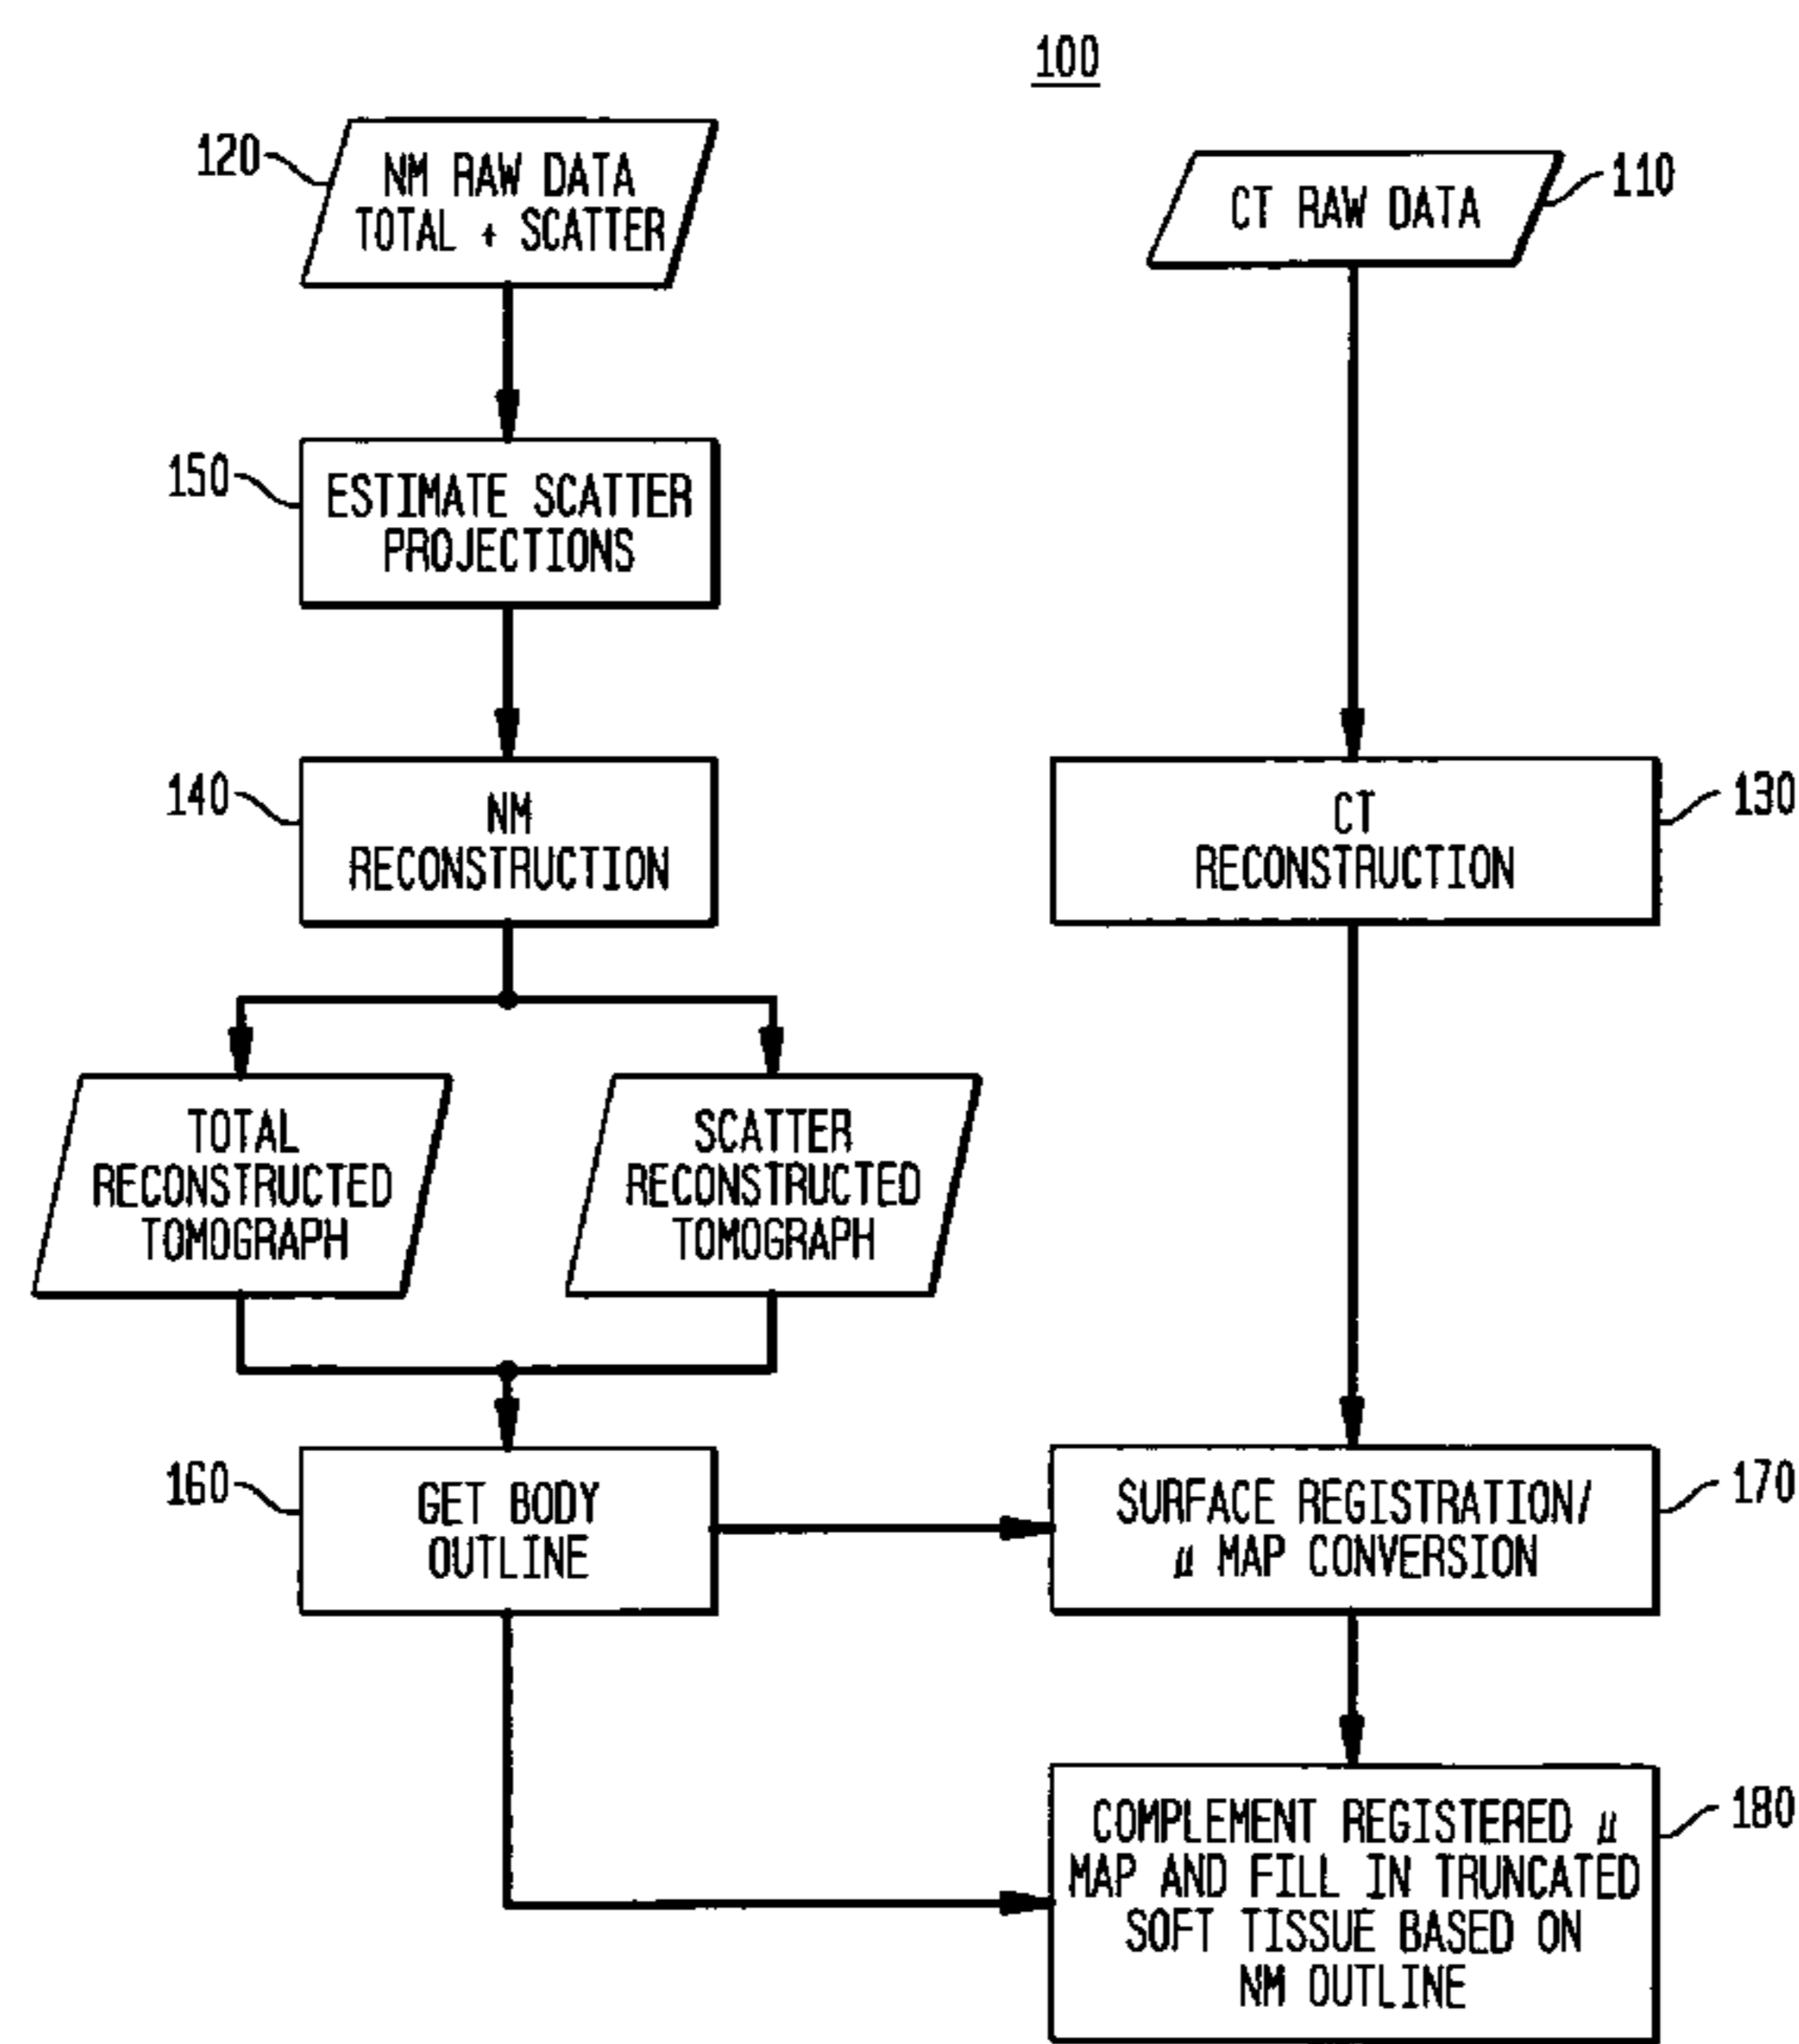 100
120
NM RAW DATA
TOTAL + SCATTER
CT RAW DATA
110
150
ESTIMATE SCATTER
PROJECTIONS
140
NM
RECONSTRUCTION
CT
RECONSTRUCTION
130
TOTAL
RECONSTRUCTED
TOMOGRAPH
SCATTER
RECONSTRUCTED
TOMOGRAPH
160
GET BODY
OUTLINE
SURFACE REGISTRATION/
μ MAP CONVERSION
170
COMPLEMENT REGISTERED μ
MAP AND FILL IN TRUNCATED
SOFT TISSUE BASED ON
NM OUTLINE
180